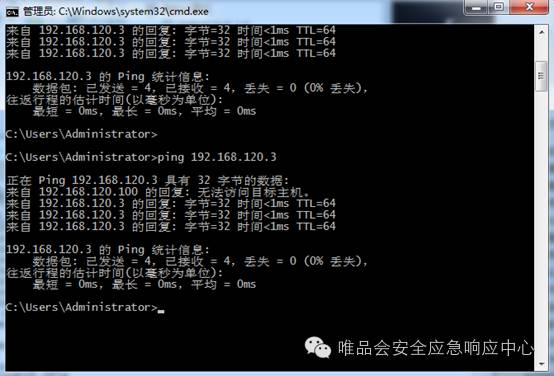 管理员: C:\Windows\system32\cmd.exe
来自 192.168.120.3 的回复: 字节=32 时间<1ms TTL=64
来自 192.168.120.3 的回复: 字节=32 时间<1ms TTL=64
来自 192.168.120.3 的回复: 字节=32 时间<1ms TTL=64
192.168.120.3 的 Ping 统计信息:
数据包: 已发送 = 4，已接收 = 4，丢失 = 0 (0% 丢失)，
往返行程的估计时间(以毫秒为单位):
最短 = 0ms，最长 = 0ms，平均 = 0ms
C:\Users\Administrator>
C:\Users\Administrator>ping 192.168.120.3
正在 Ping 192.168.120.3 具有 32 字节的数据:
来自 192.168.120.100 的回复: 无法访问目标主机。
来自 192.168.120.3 的回复: 字节=32 时间<1ms TTL=64
来自 192.168.120.3 的回复: 字节=32 时间<1ms TTL=64
来自 192.168.120.3 的回复: 字节=32 时间<1ms TTL=64
192.168.120.3 的 Ping 统计信息:
数据包: 已发送 = 4，已接收 = 4，丢失 = 0 (0% 丢失)，
往返行程的估计时间(以毫秒为单位):
最短 = 0ms，最长 = 0ms，平均 = 0ms
C:\Users\Administrator>_
唯品会安全应急响应中心